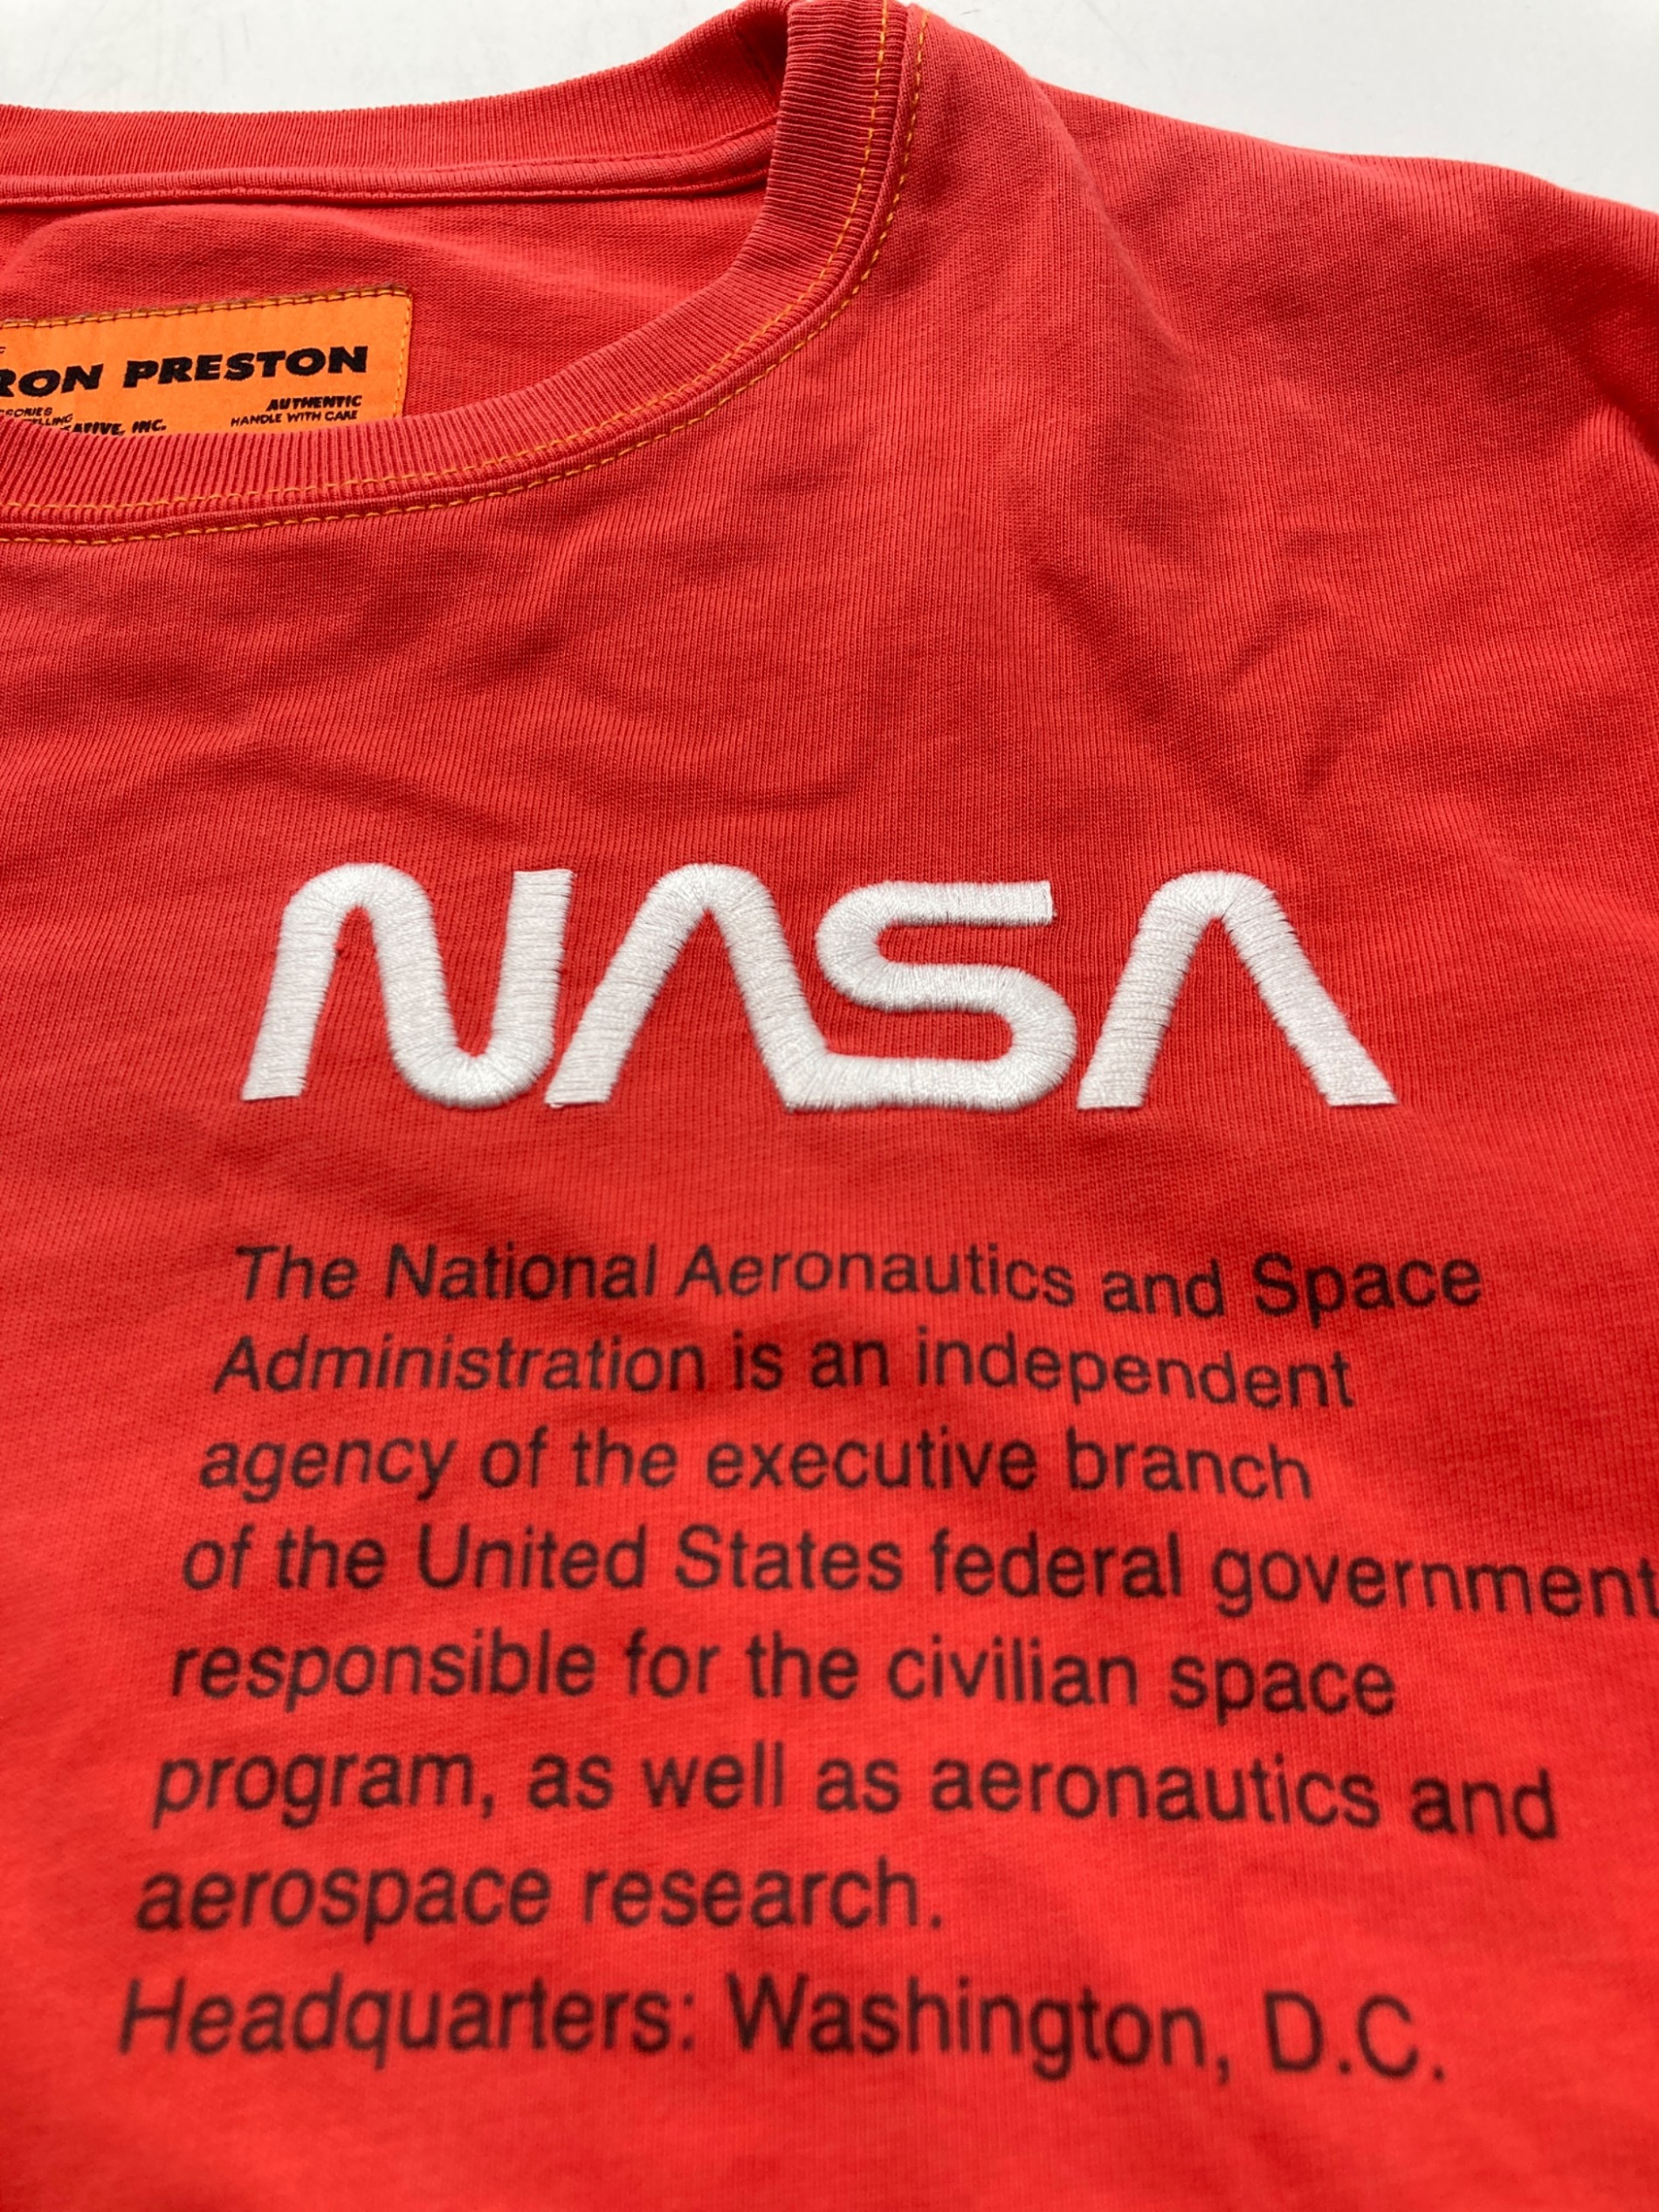 RON PRESTON
AUTHENTIC
HANDLE WITH CARE
INC.
NASA
The National Aeronautics and Space
Administration is an independent
agency of the executive branch
of the United States federal government
responsible for the civilian space
program, as well as aeronautics and
aerospace research.
Headquarters: Washington, D.C.